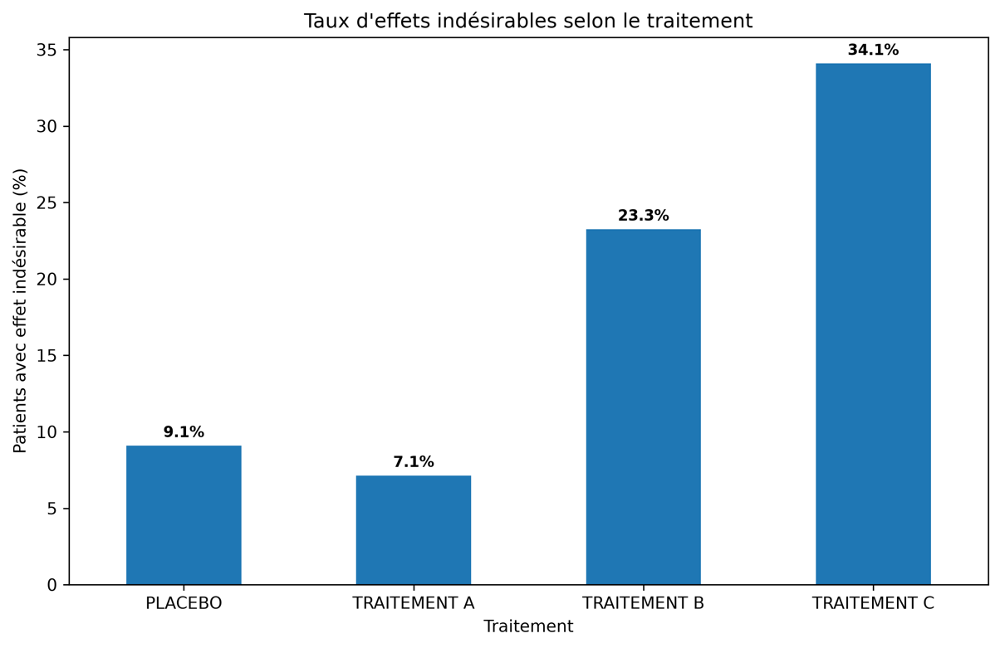 Taux d'effets indésirables selon le traitement
Patients avec effet indésirable (%)
35
30
25
20
15
10
5
0
9.1%
7.1%
23.3%
34.1%
PLACEBO
TRAITEMENT A
TRAITEMENT B
TRAITEMENT C
Traitement